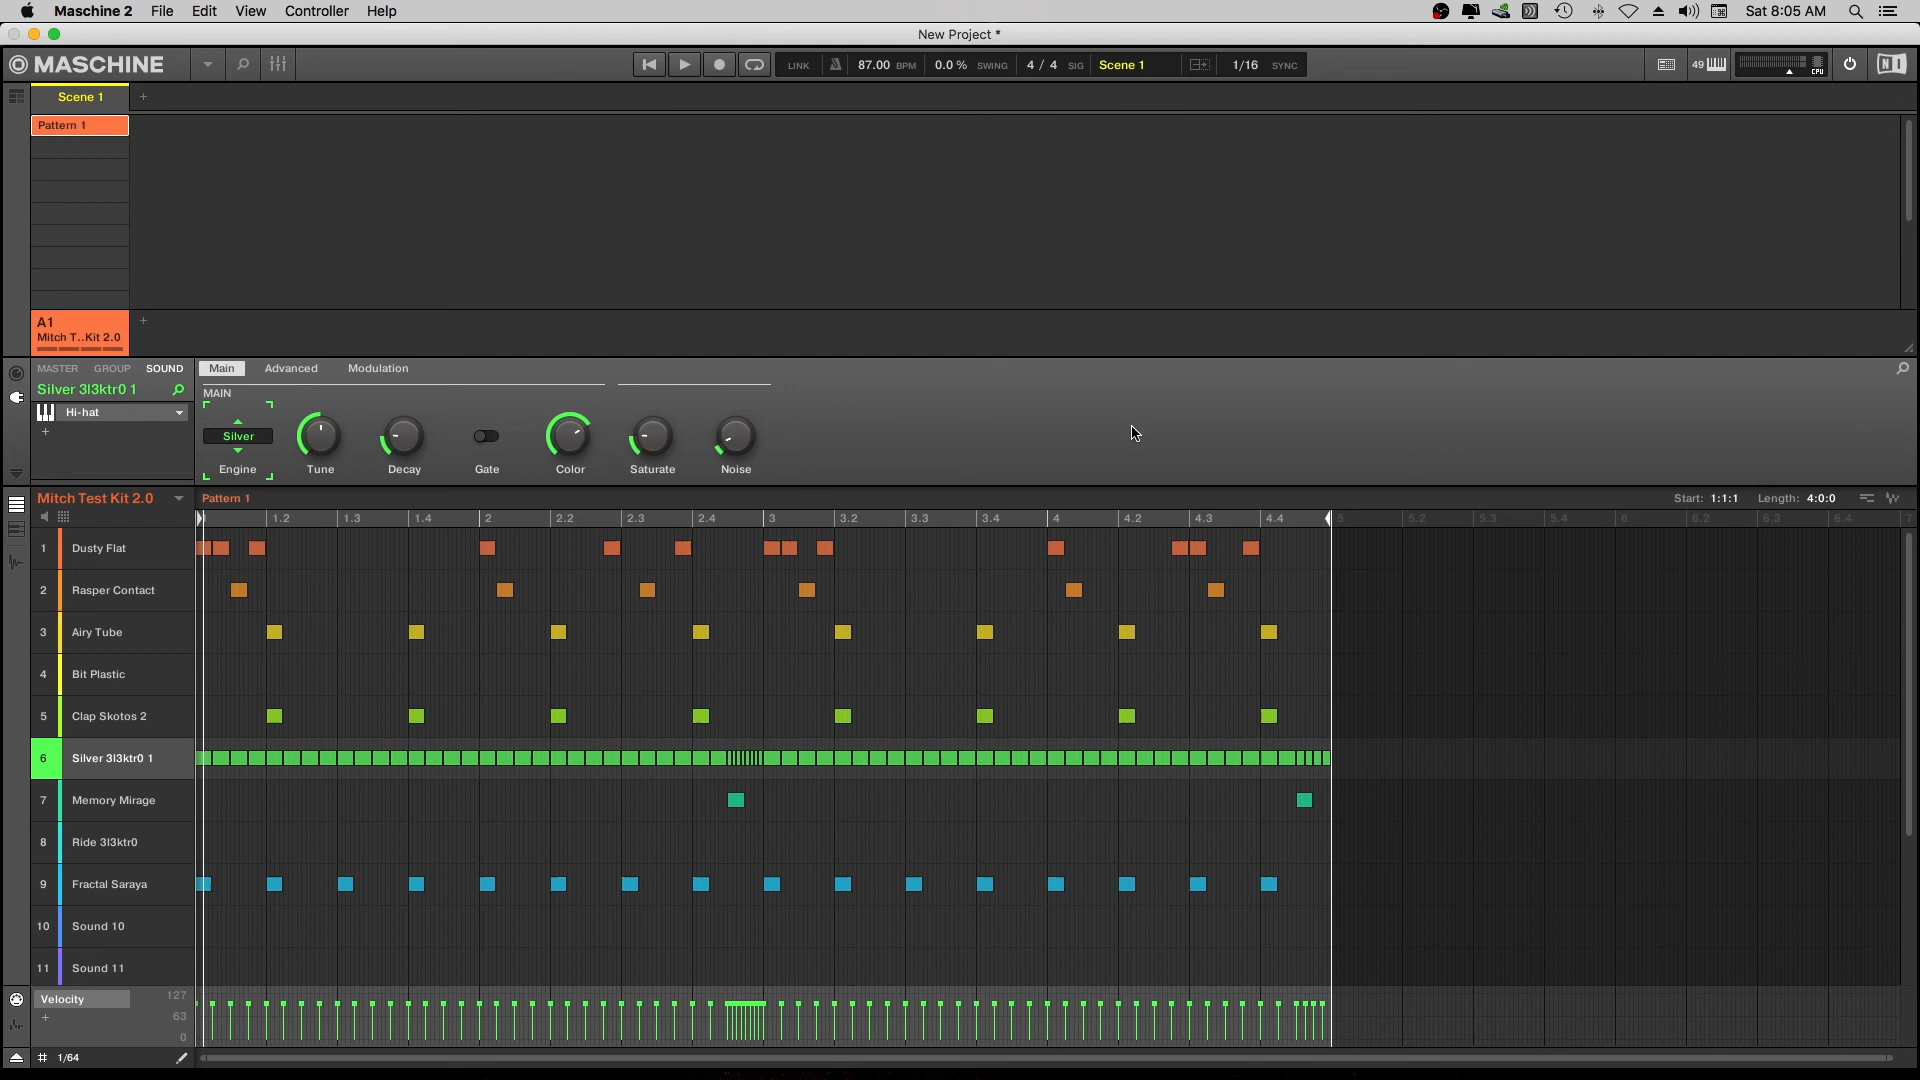 Maschine 2 File Edit View Controller Help Sat 8:05 AM
New Project *
MASCHINE LINK 87.00 BPM 0.0 % SWING 4 / 4 SIG Scene 1 1/16 SYNC 49 CPU NI
Scene 1 +
Pattern 1
A1 +
Mitch T..Kit 2.0
MASTER GROUP SOUND Main Advanced Modulation
Silver 3l3ktr0 1 MAIN
Hi-hat
Silver
+
Engine Tune Decay Gate Color Saturate Noise
Mitch Test Kit 2.0 Pattern 1 Start: 1:1:1 Length: 4:0:0
1.2 1.3 1.4 2 2.2 2.3 2.4 3 3.2 3.3 3.4 4 4.2 4.3 4.4 5 5.2 5.3 5.4 6 6.2 6.3 6.4 7
1 Dusty Flat
2 Rasper Contact
3 Airy Tube
4 Bit Plastic
5 Clap Skotos 2
6 Silver 3l3ktr0 1
7 Memory Mirage
8 Ride 3l3ktr0
9 Fractal Saraya
10 Sound 10
11 Sound 11
Velocity 127
+ 63
0
# 1/64